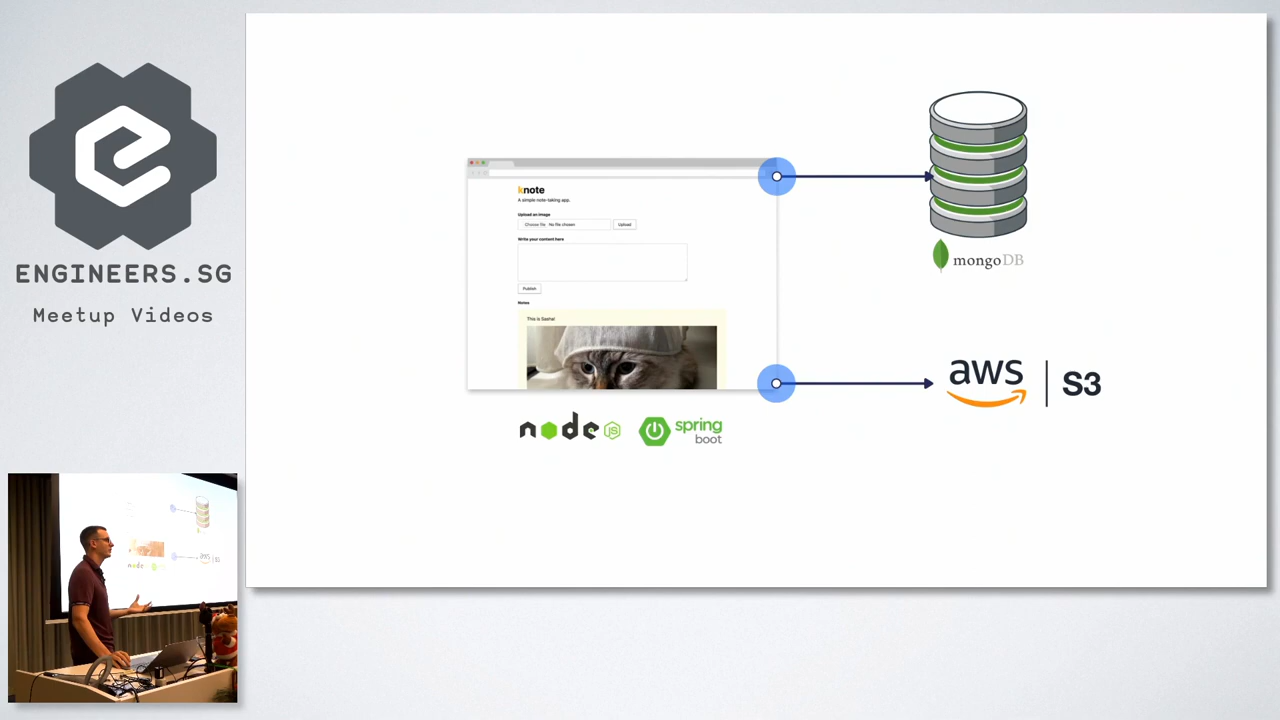 ENGINEERS.SG
Meetup Videos
knote
A simple note-taking app.
Upload an image
Choose file No file chosen
Upload
Write your content here
Publish
Notes
This is Sasha!
node
JS
spring
boot
mongoDB
aws
S3